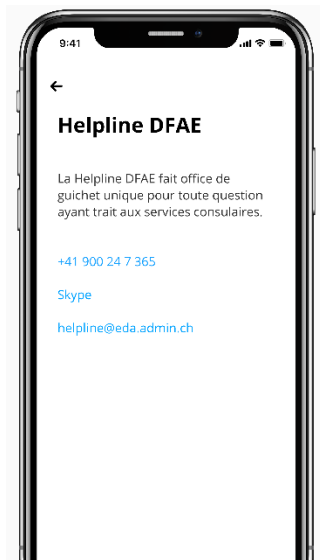 9:41
Helpline DFAE
La Helpline DFAE fait office de
guichet unique pour toute question
ayant trait aux services consulaires.
+41 900 24 7 365
Skype
helpline@eda.admin.ch